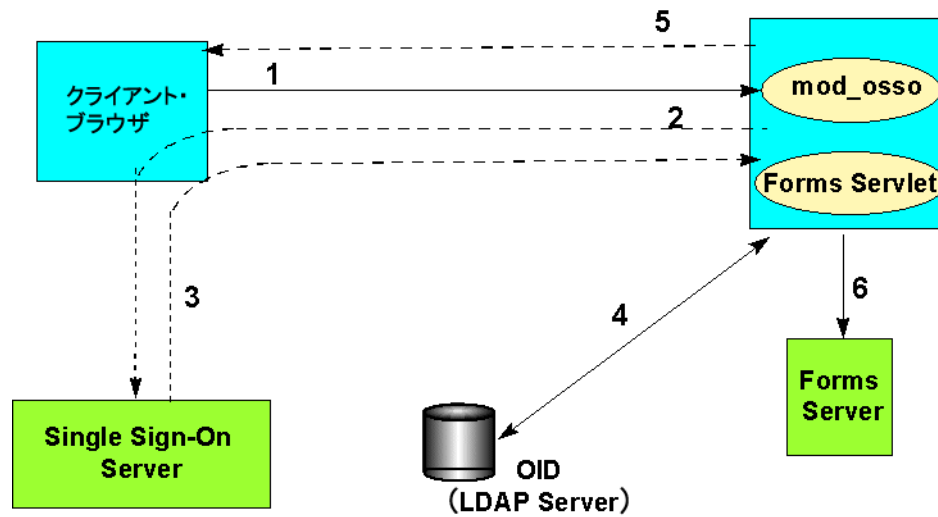 5
クライアント・
ブラウザ
1
mod_osso
2
Forms Servlet
3
4
6
Forms
Server
Single Sign-On
Server
OID
（LDAP Server）